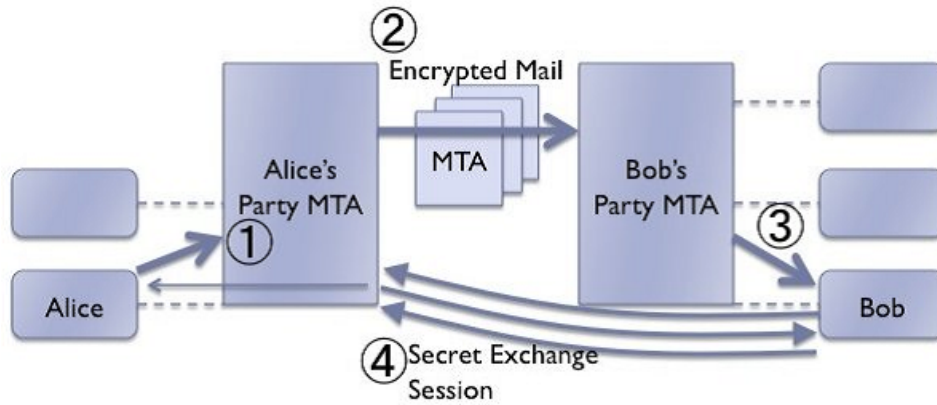 ②
Encrypted Mail
MTA
Alice's
Party MTA
①
Bob's
Party MTA
③
Alice
Bob
④ Secret Exchange
Session